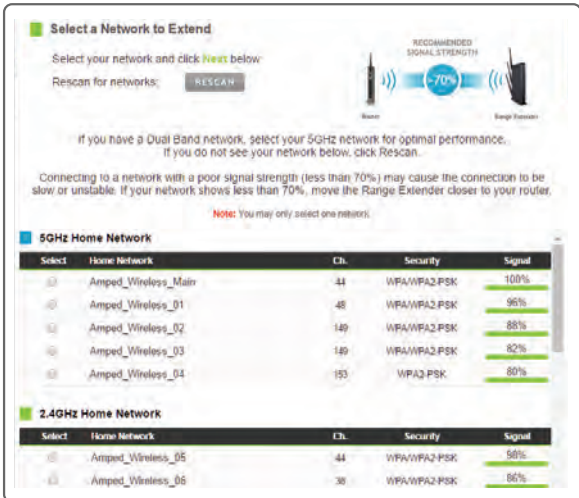 Select a Network to Extend
Select your network and click Next below
Rescan for networks: RESCAN
RECOMMENDED
SIGNAL STRENGTH
>70%
Router
Range Extender
If you have a Dual Band network, select your 5GHz network for optimal performance.
If you do not see your network below, click Rescan.
Connecting to a network with a poor signal strength (less than 70%) may cause the connection to be
slow or unstable. If your network shows less than 70%, move the Range Extender closer to your router.
Note: You may only select one network.
5GHz Home Network
Select Home Network Ch. Security Signal
Amped_Wireless_Main 44 WPA/WPA2-PSK 100%
Amped_Wireless_01 48 WPA/WPA2-PSK 96%
Amped_Wireless_02 149 WPA/WPA2-PSK 88%
Amped_Wireless_03 149 WPA/WPA2-PSK 82%
Amped_Wireless_04 153 WPA2-PSK 80%
2.4GHz Home Network
Select Home Network Ch. Security Signal
Amped_Wireless_05 44 WPA/WPA2-PSK 98%
Amped_Wireless_06 38 WPA/WPA2-PSK 86%